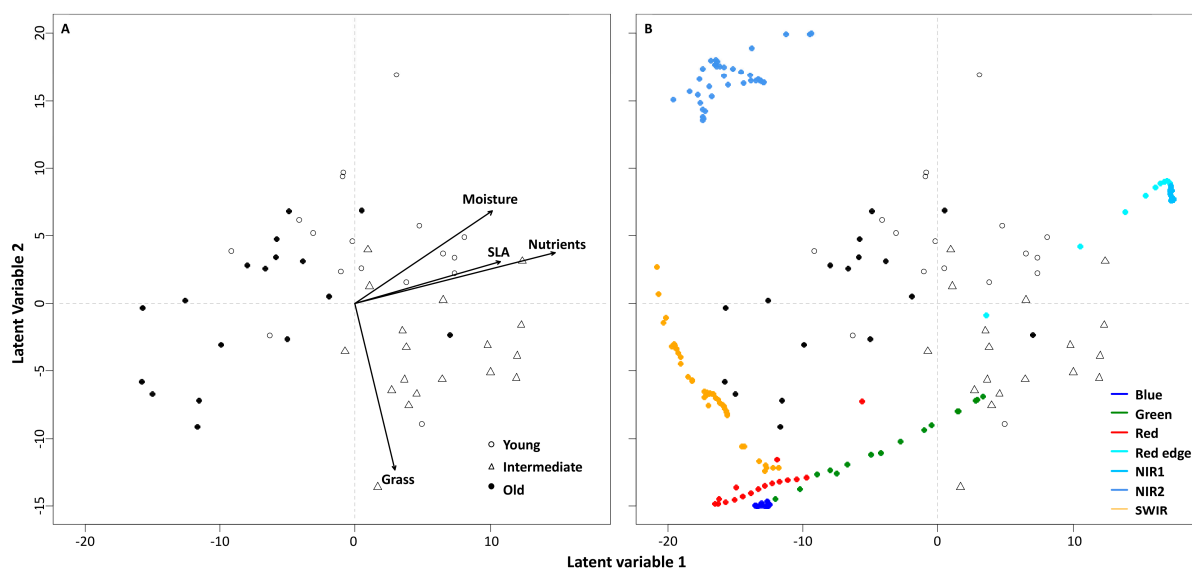 A
B
20
15
10
5
0
-5
-10
-15
Latent Variable 2
Moisture
SLA
Nutrients
Grass
Young
Intermediate
Old
Blue
Green
Red
Red edge
NIR1
NIR2
SWIR
-20
-10
0
10
-20
-10
0
10
Latent variable 1